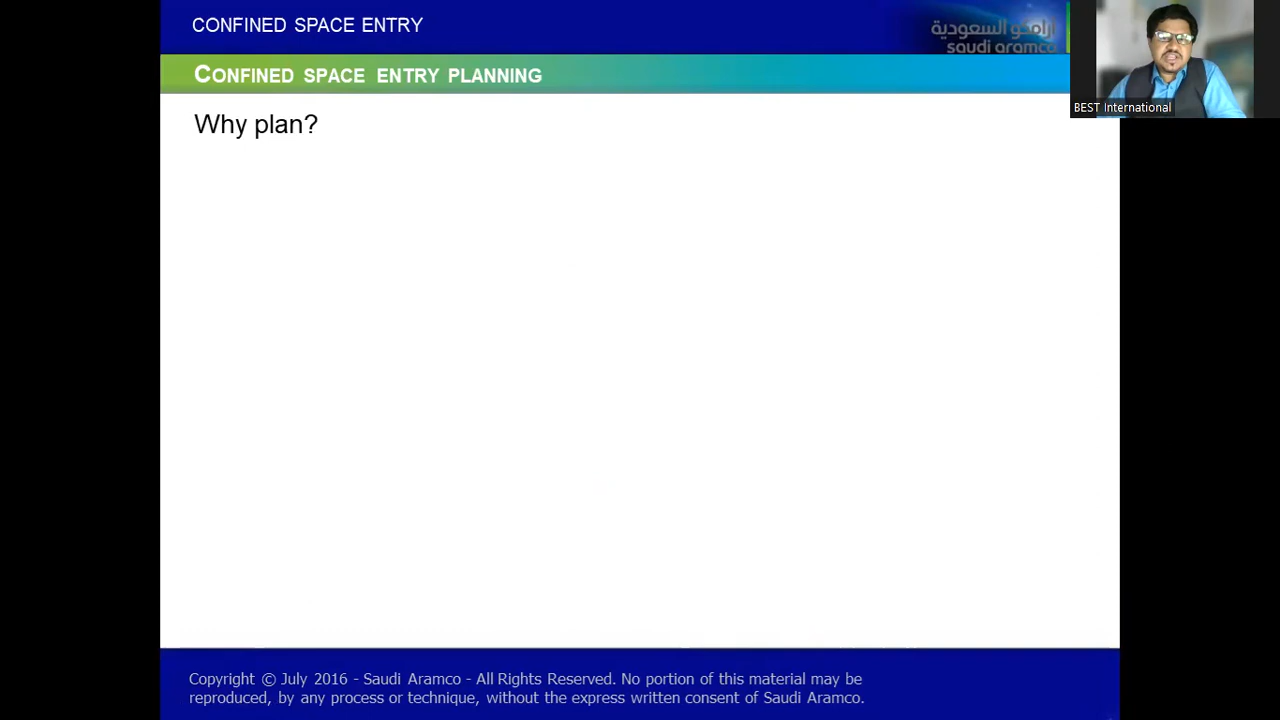 CONFINED SPACE ENTRY
أرامكو السعودية
saudi aramco
BEST International
CONFINED SPACE ENTRY PLANNING
Why plan?
Copyright © July 2016 - Saudi Aramco - All Rights Reserved. No portion of this material may be
reproduced, by any process or technique, without the express written consent of Saudi Aramco.